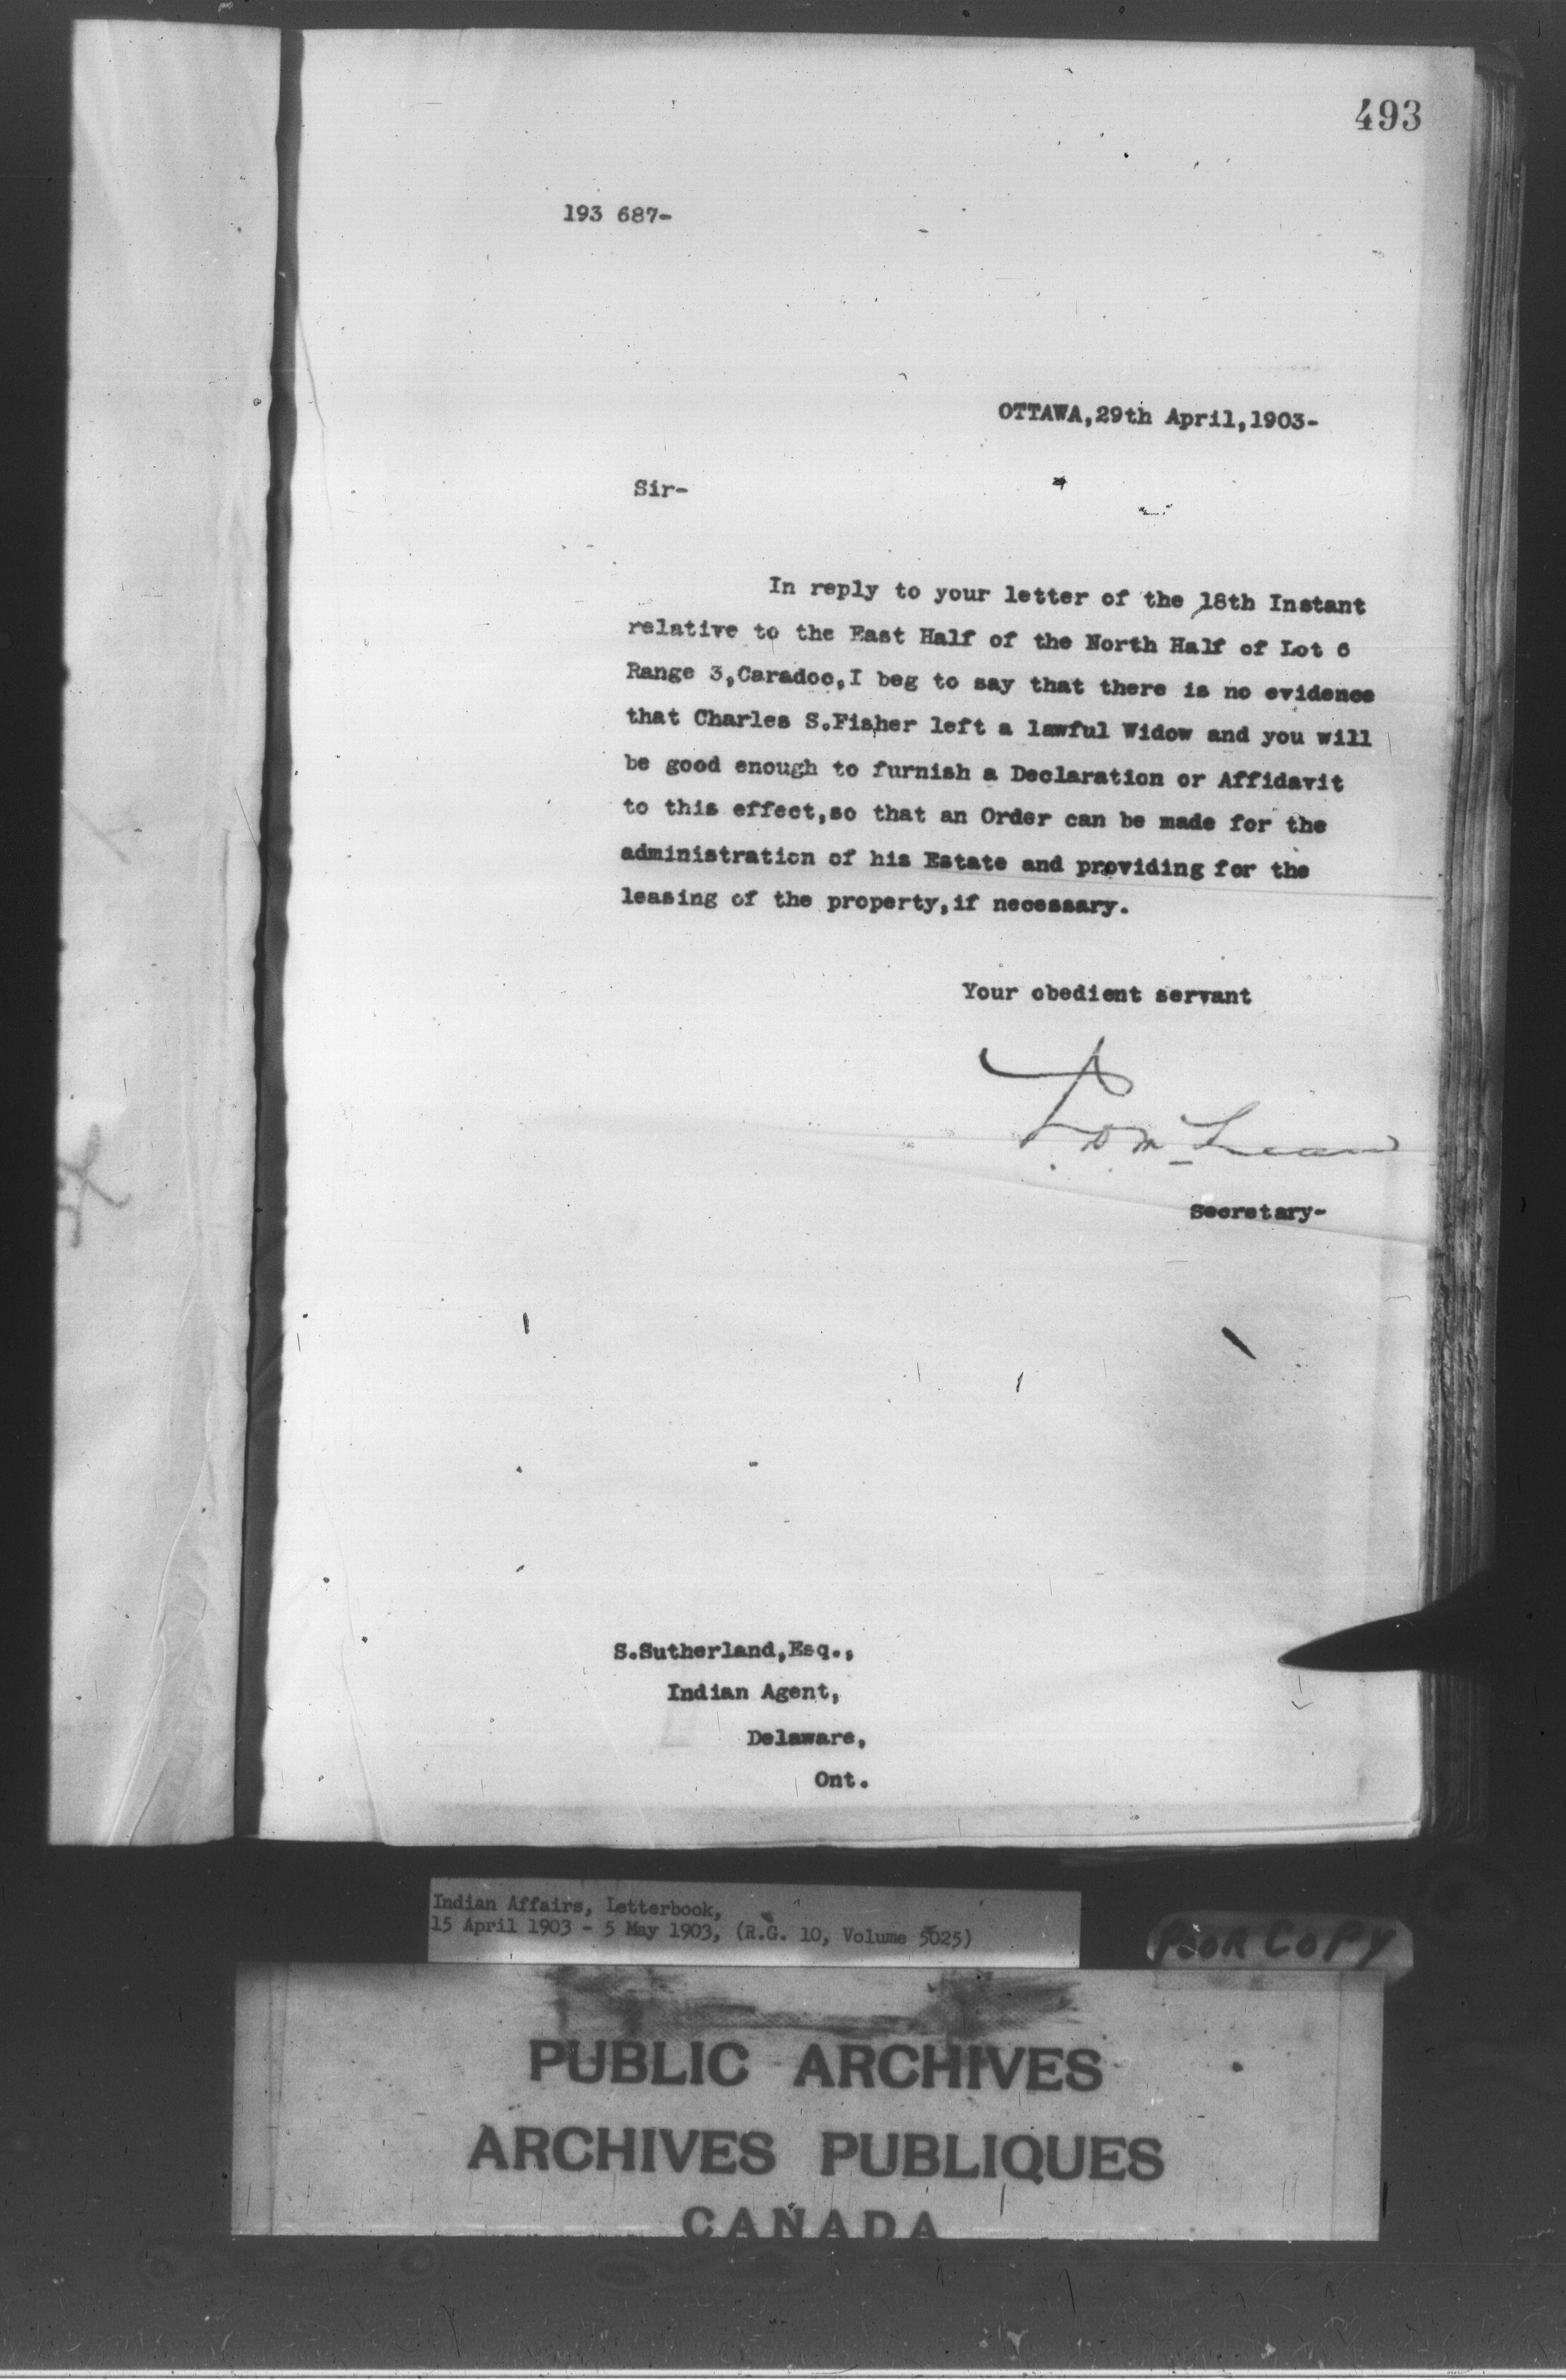 493
193 687-
OTTAWA,29th April,1903-
Sir-
In reply to your letter of the 18th Instant
relative to the East Half of the North Half of Lot 6
Range 3,Caradoc,I beg to say that there is no evidence
that Charles S.Fisher left a lawful Widow and you will
be good enough to furnish a Declaration or Affidavit
to this effect,so that an Order can be made for the
administration of his Estate and providing for the
leasing of the property,if necessary.
Your obedient servant
Secretary-
S.Sutherland,Esq.,
Indian Agent,
Delaware,
Ont.
Indian Affairs, Letterbook,
15 April 1903 - 5 May 1903, (R.G. 10, Volume 5025)
POOR COPY
PUBLIC ARCHIVES
ARCHIVES PUBLIQUES
CANADA